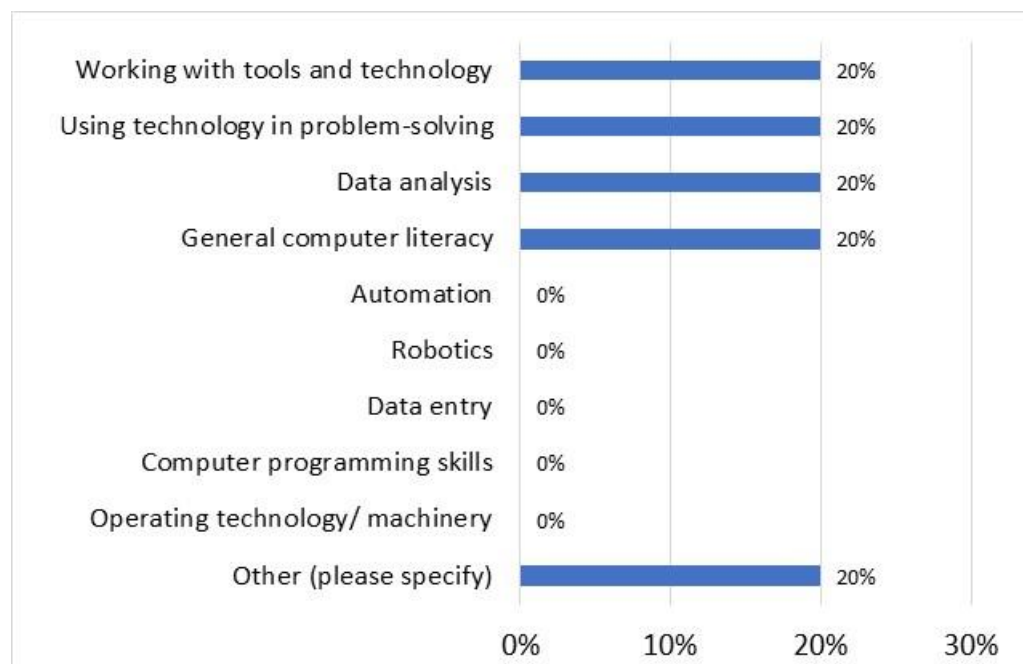 Working with tools and technology 20%
Using technology in problem-solving 20%
Data analysis 20%
General computer literacy 20%
Automation 0%
Robotics 0%
Data entry 0%
Computer programming skills 0%
Operating technology/ machinery 0%
Other (please specify) 20%
0% 10% 20% 30%